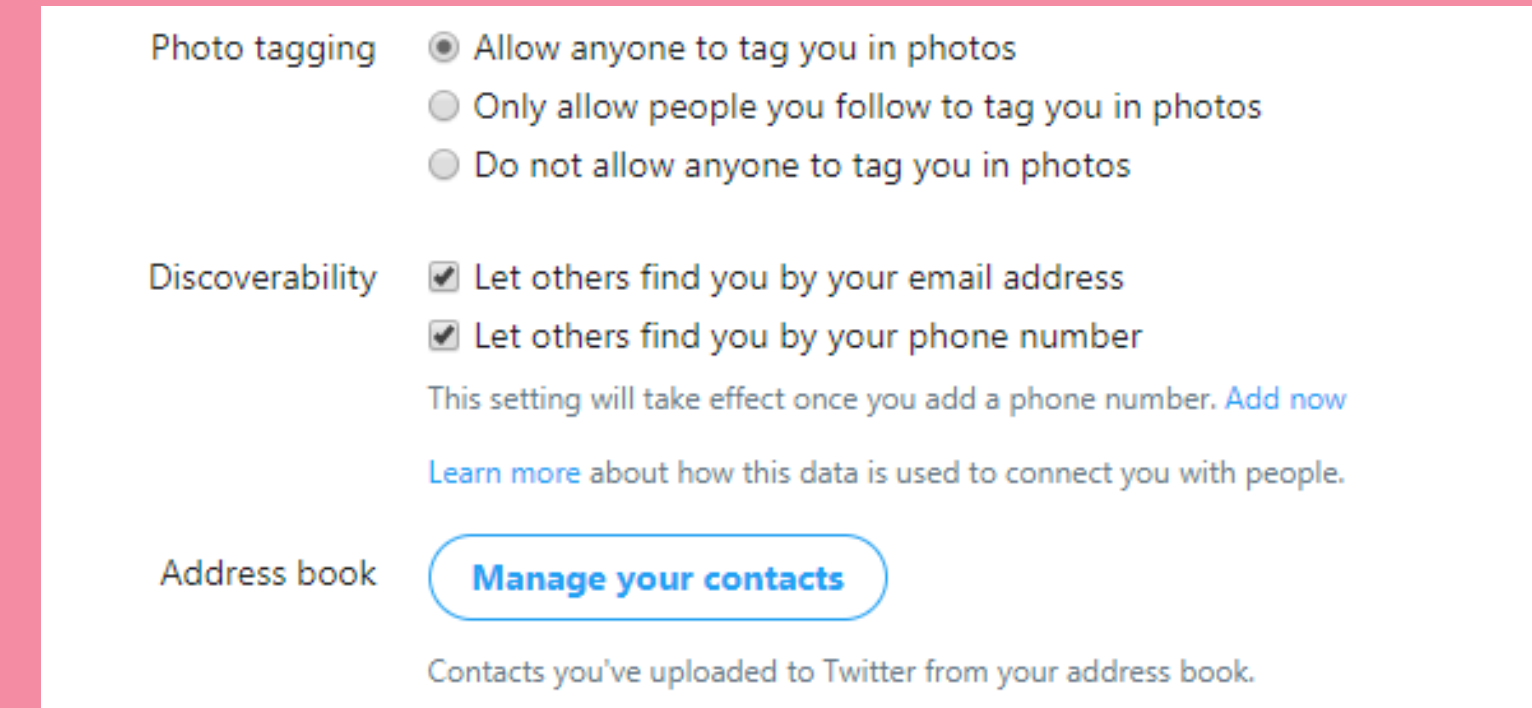 Photo tagging Allow anyone to tag you in photos
Only allow people you follow to tag you in photos
Do not allow anyone to tag you in photos
Discoverability Let others find you by your email address
Let others find you by your phone number
This setting will take effect once you add a phone number. Add now
Learn more about how this data is used to connect you with people.
Address book Manage your contacts
Contacts you've uploaded to Twitter from your address book.